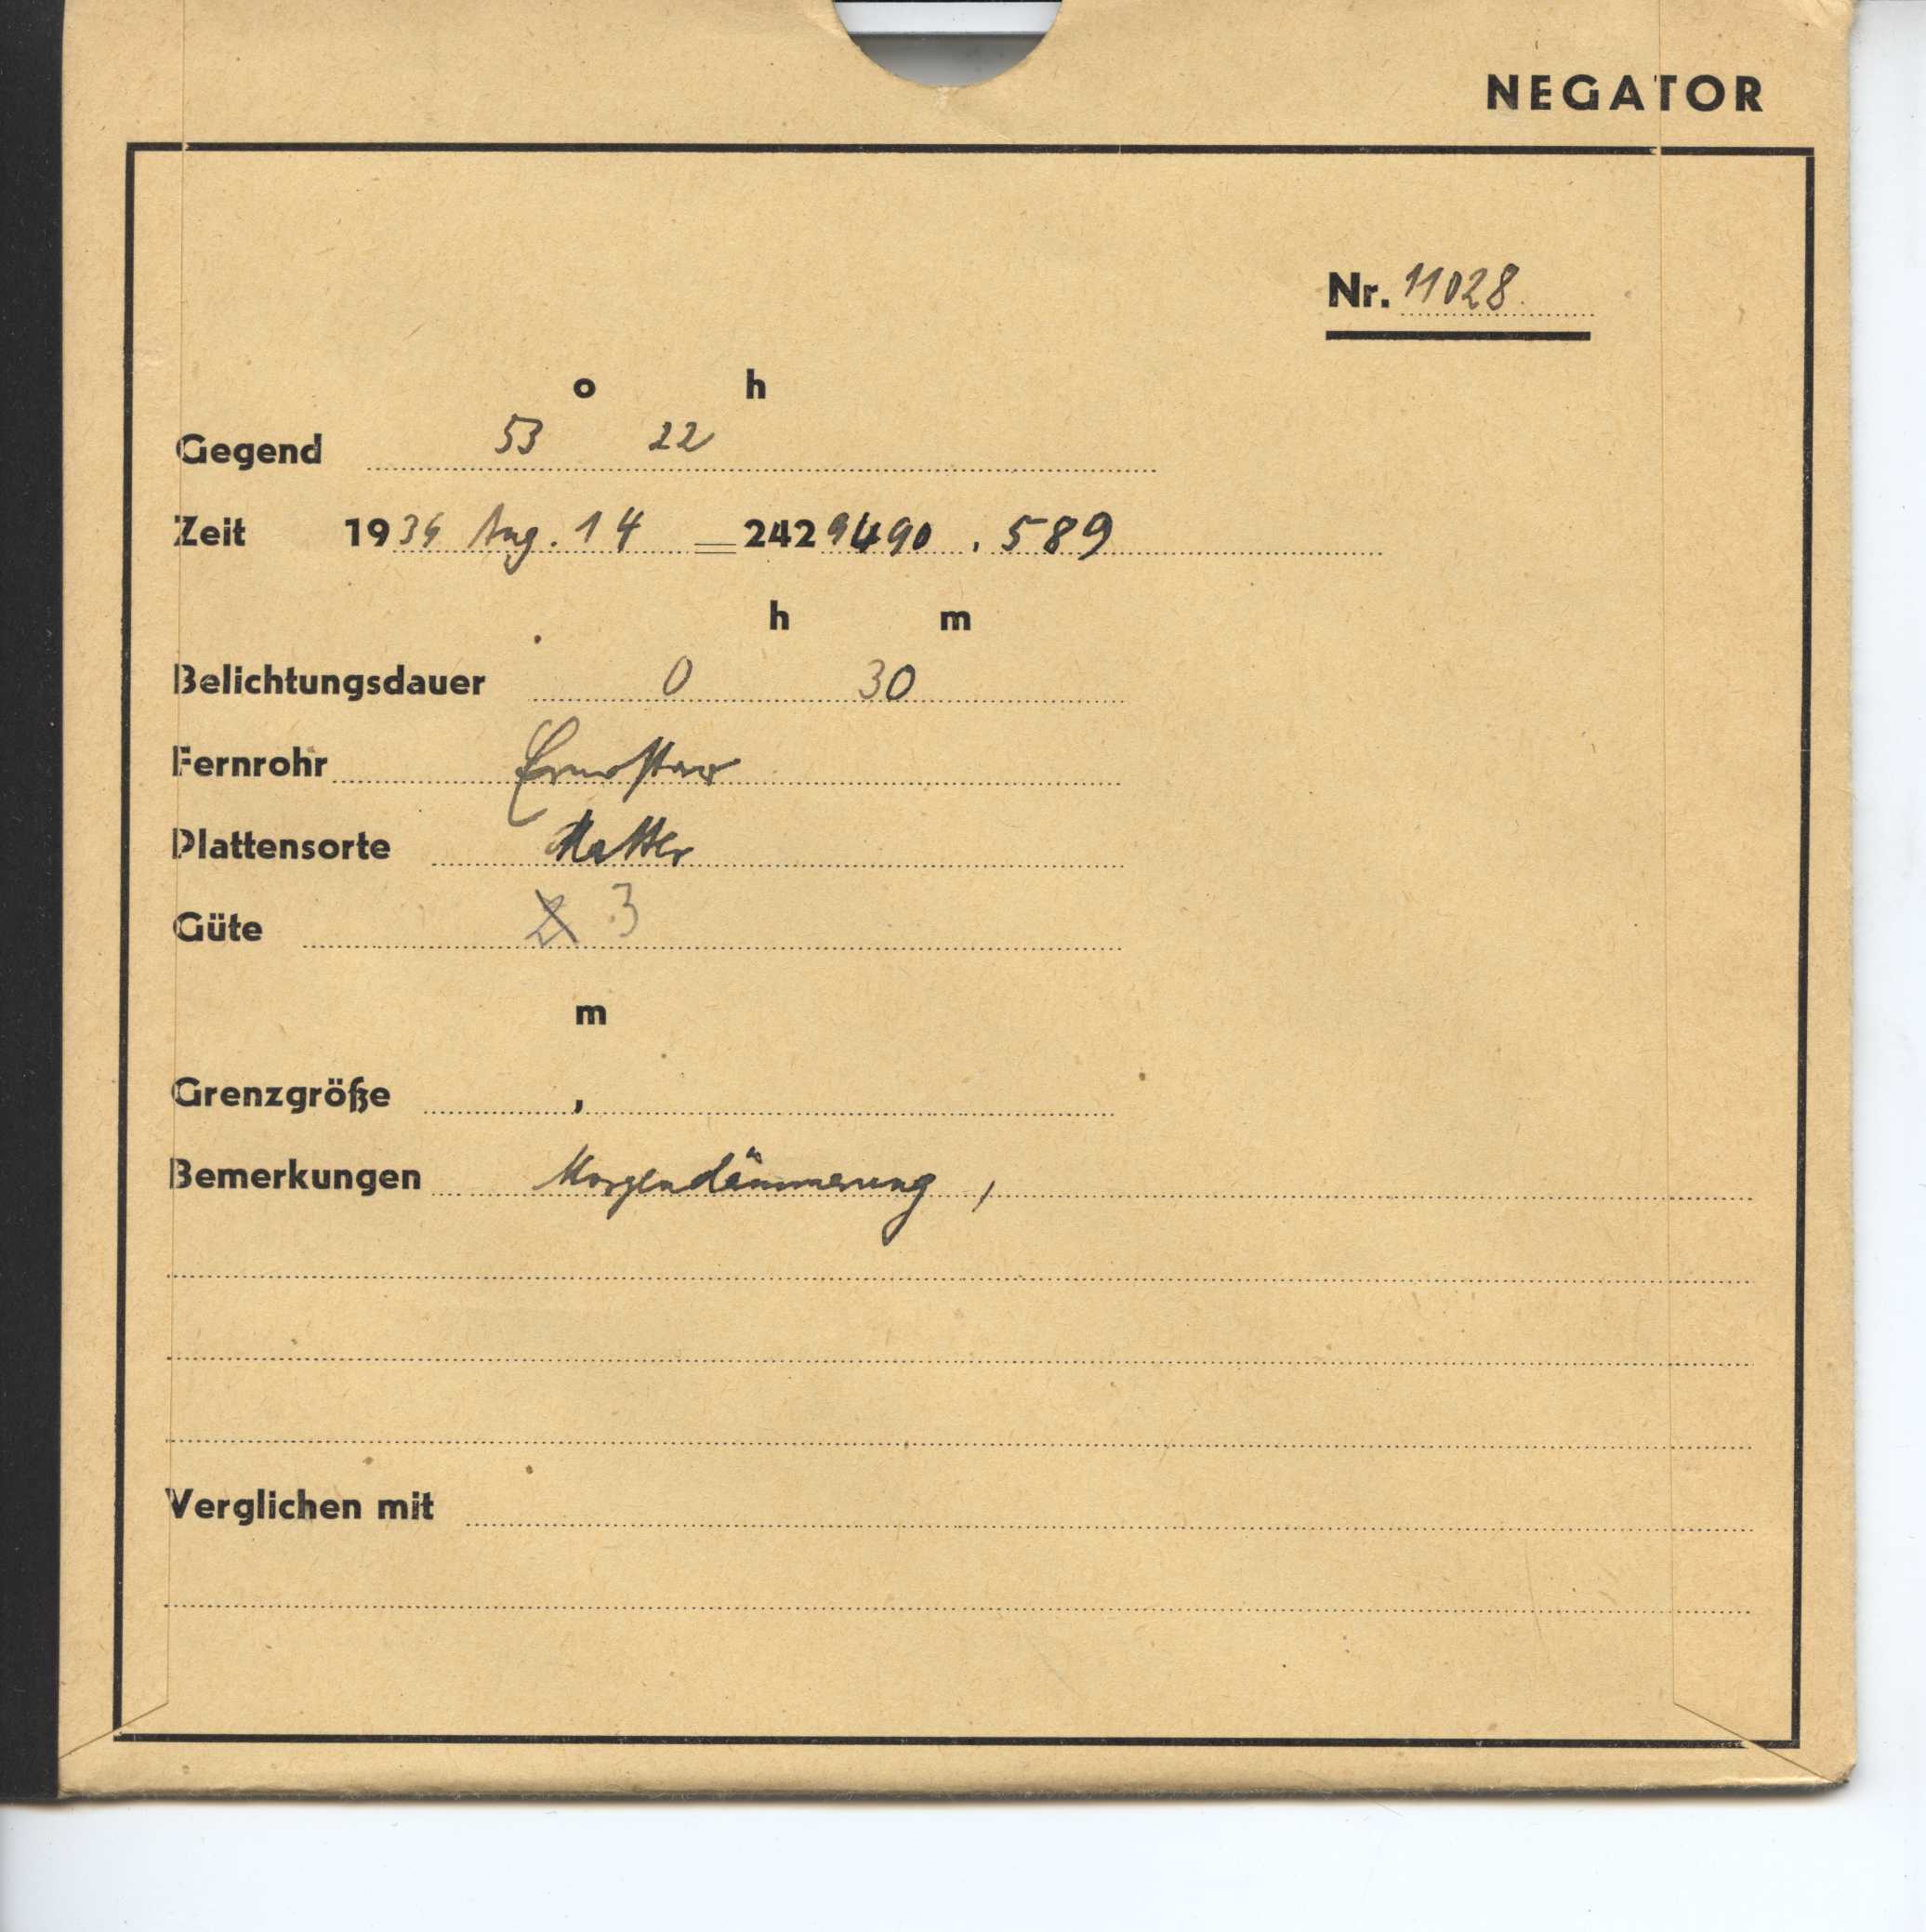 NEGATOR
Nr. 11028
o h
Gegend 53 22
Zeit 1939 Aug. 14 = 2429490 . 589
h m
Belichtungsdauer 0 30
Fernrohr Ernostar
Plattensorte Matter
Güte 3
m
Grenzgröße ,
Bemerkungen Morgendämmerung ,
Verglichen mit